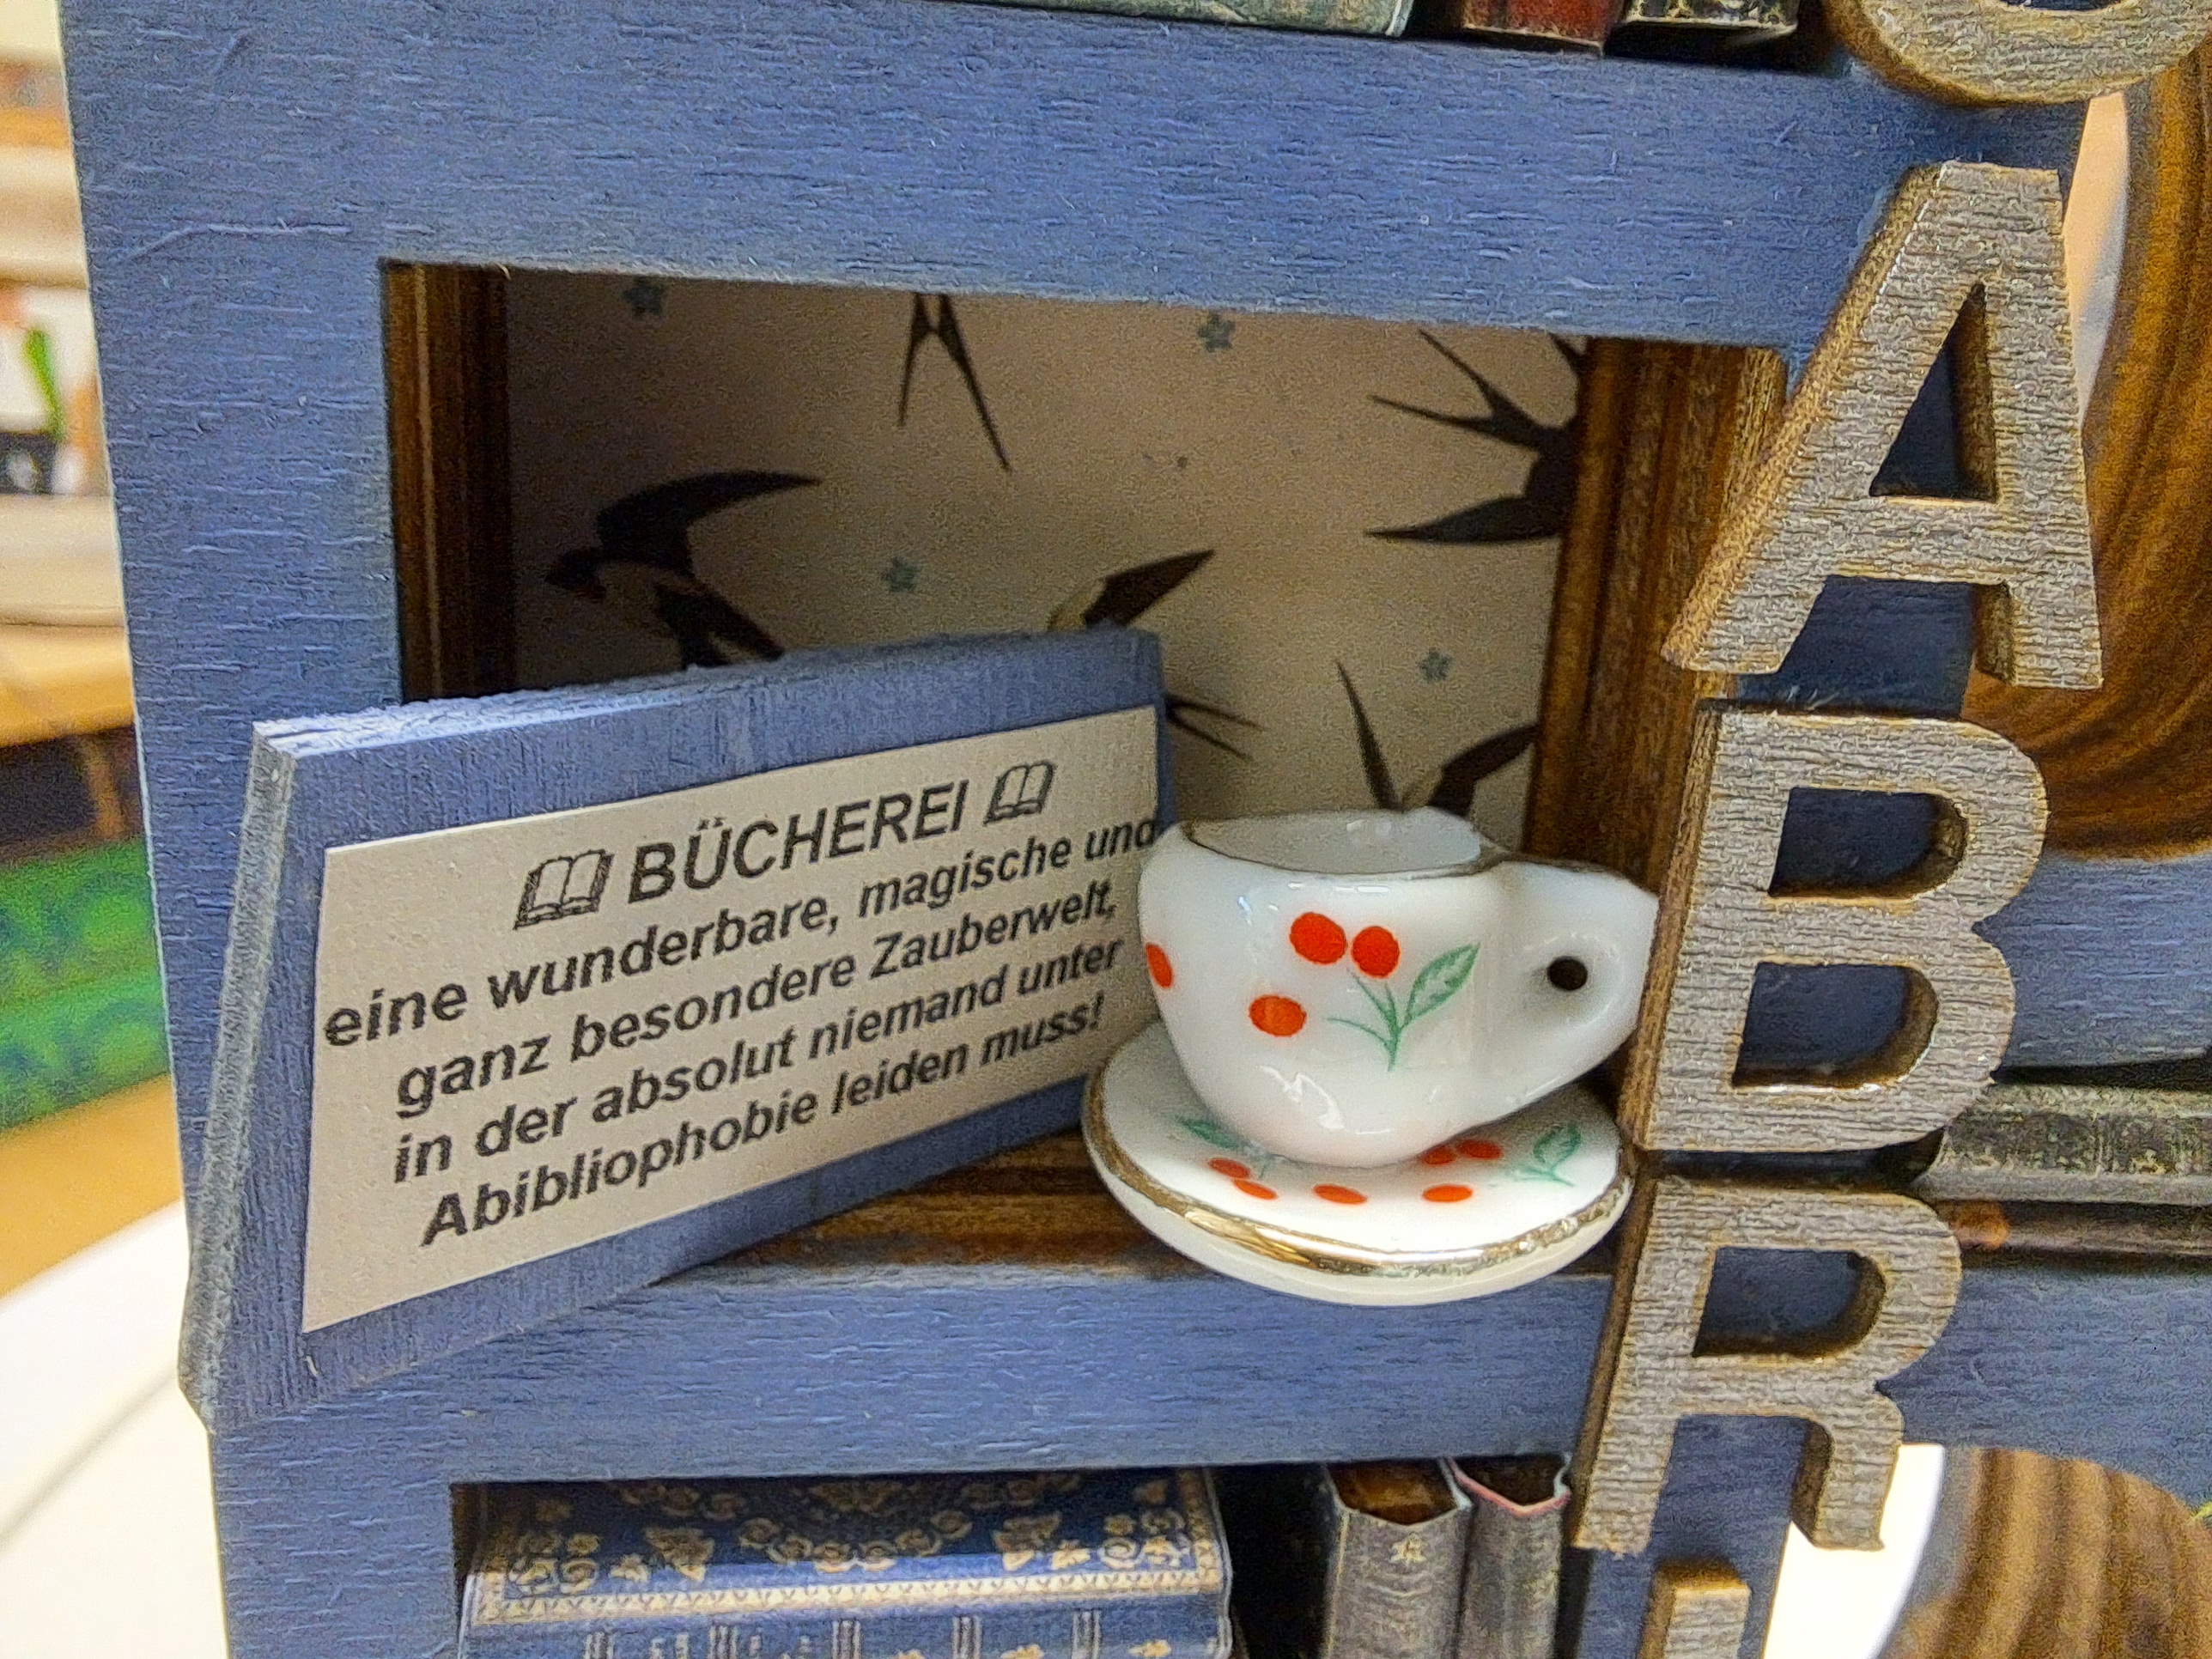 BÜCHEREI
eine wunderbare, magische und
ganz besondere Zauberwelt,
in der absolut niemand unter
Abibliophobie leiden muss!
A
B
R